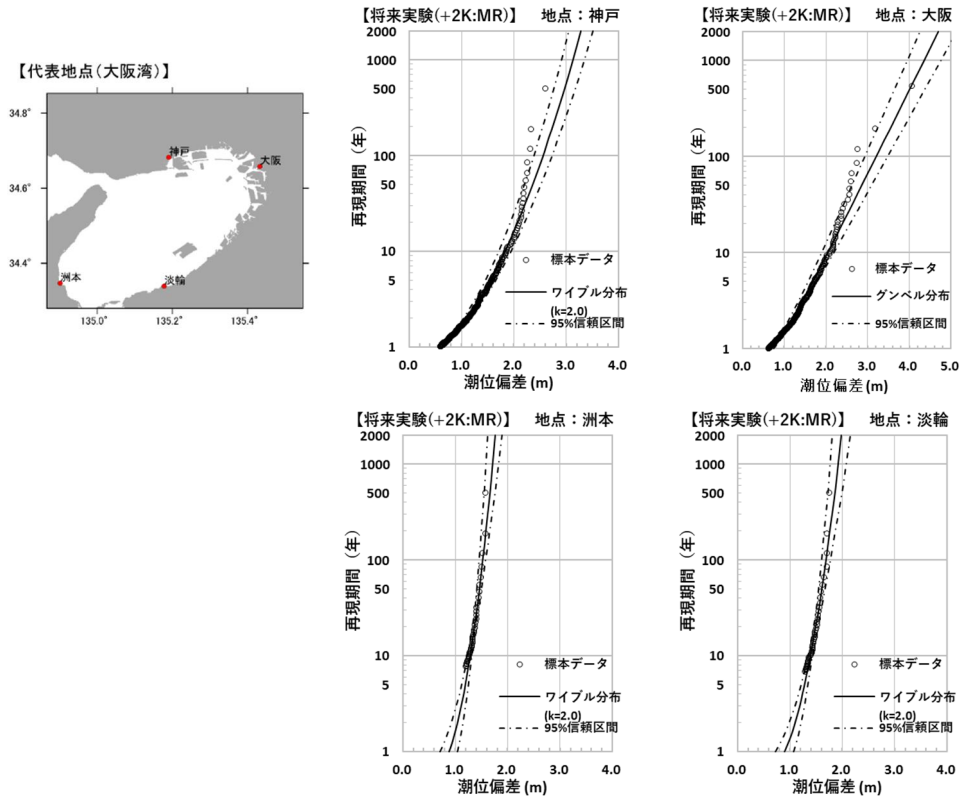 【代表地点(大阪湾)】
34.8°
34.6°
34.4°
135.0°
135.2°
135.4°
神戸
大阪
洲本
淡輪
【将来実験(+2K:MR)】 地点：神戸
再現期間（年）
2000
1000
500
100
50
10
5
1
標本データ
ワイブル分布
(k=2.0)
95%信頼区間
0.0 1.0 2.0 3.0 4.0
潮位偏差(m)
【将来実験(+2K:MR)】 地点：大阪
再現期間（年）
2000
1000
500
100
50
10
5
1
標本データ
グンベル分布
95%信頼区間
0.0 1.0 2.0 3.0 4.0 5.0
潮位偏差(m)
【将来実験(+2K:MR)】 地点：洲本
再現期間（年）
2000
1000
500
100
50
10
5
1
標本データ
ワイブル分布
(k=2.0)
95%信頼区間
0.0 1.0 2.0 3.0 4.0
潮位偏差(m)
【将来実験(+2K:MR)】 地点：淡輪
再現期間（年）
2000
1000
500
100
50
10
5
1
標本データ
ワイブル分布
(k=2.0)
95%信頼区間
0.0 1.0 2.0 3.0 4.0
潮位偏差(m)